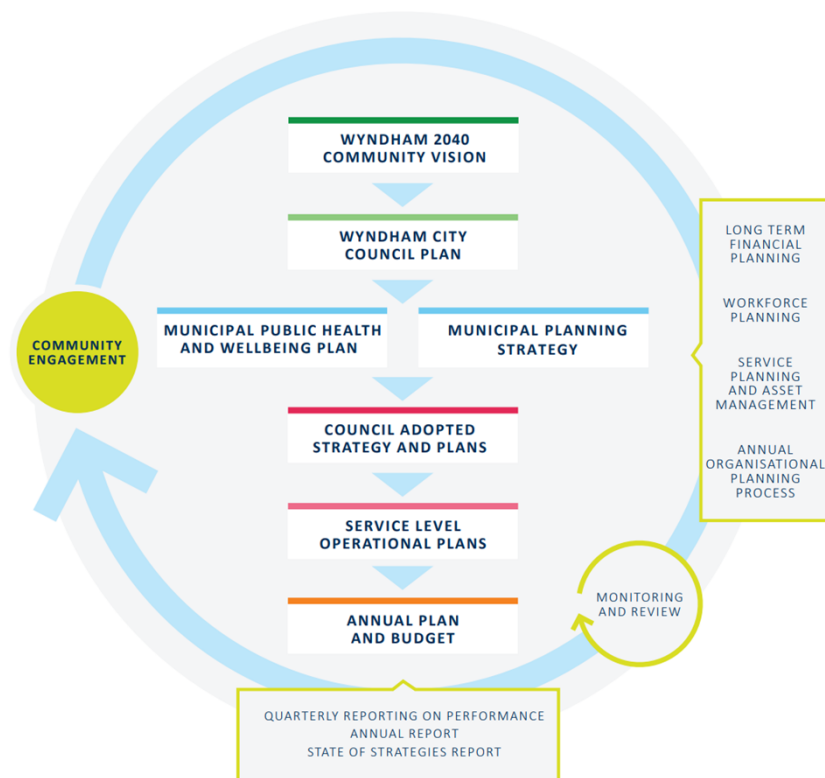 WYNDHAM 2040
COMMUNITY VISION
WYNDHAM CITY
COUNCIL PLAN
MUNICIPAL PUBLIC HEALTH
AND WELLBEING PLAN
MUNICIPAL PLANNING
STRATEGY
COUNCIL ADOPTED
STRATEGY AND PLANS
SERVICE LEVEL
OPERATIONAL PLANS
ANNUAL PLAN
AND BUDGET
COMMUNITY
ENGAGEMENT
LONG TERM
FINANCIAL
PLANNING
WORKFORCE
PLANNING
SERVICE
PLANNING
AND ASSET
MANAGEMENT
ANNUAL
ORGANISATIONAL
PLANNING
PROCESS
MONITORING
AND REVIEW
QUARTERLY REPORTING ON PERFORMANCE
ANNUAL REPORT
STATE OF STRATEGIES REPORT